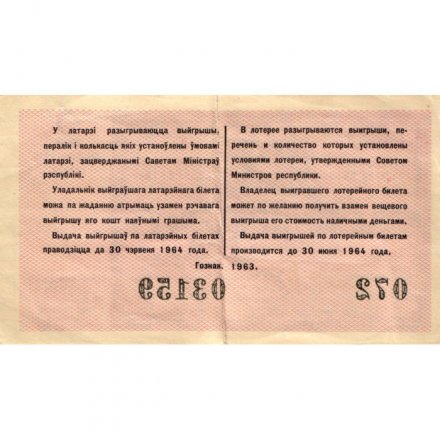 У латарэі разыгрываюцца выйгрышы,
пералік і колькасць якіх устаноўлены ўмовамі
латарэі, зацверджанымі Саветам Міністраў
рэспублікі.
Уладальнік выйграўшага латарэйнага білета
можа па жаданню атрымаць узамен рэчавага
выйгрышу яго кошт наяўнымі грашыма.
Выдача выйгрышаў па латарэйных білетах
праводзіцца да 30 чэрвеня 1964 года.
В лотерее разыгрываются выигрыши, пе-
речень и количество которых установлены
условиями лотереи, утвержденными Советом
Министров республики.
Владелец выигравшего лотерейного билета
может по желанию получить взамен вещевого
выигрыша его стоимость наличными деньгами.
Выдача выигрышей по лотерейным билетам
производится до 30 июня 1964 года.
Гознак. 1963.
03159 072